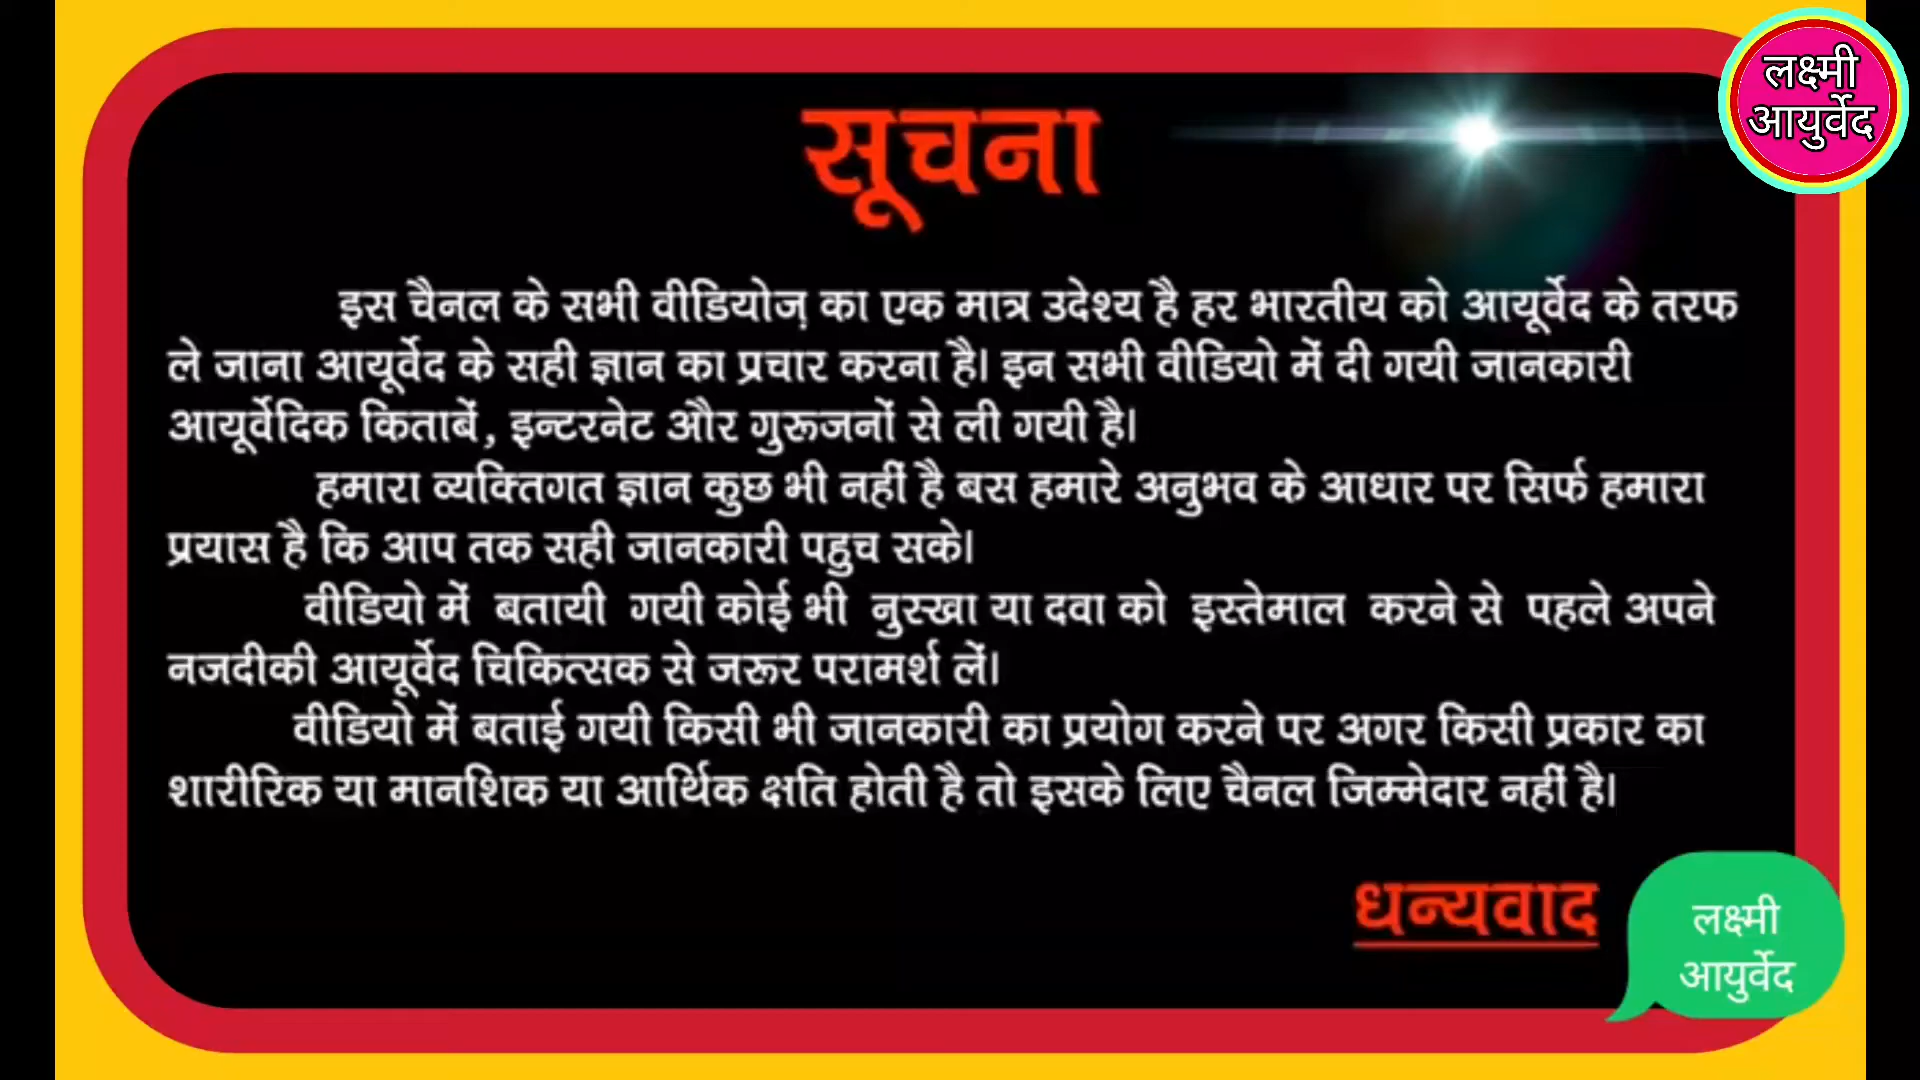 लक्ष्मी
आयुर्वेद
सूचना
इस चैनल के सभी वीडियोज़ का एक मात्र उदेश्य है हर भारतीय को आयूर्वेद के तरफ
ले जाना आयूर्वेद के सही ज्ञान का प्रचार करना है। इन सभी वीडियो में दी गयी जानकारी
आयूर्वेदिक किताबें, इन्टरनेट और गुरूजनों से ली गयी है।
हमारा व्यक्तिगत ज्ञान कुछ भी नहीं है बस हमारे अनुभव के आधार पर सिर्फ हमारा
प्रयास है कि आप तक सही जानकारी पहुच सके।
वीडियो में बतायी गयी कोई भी नुस्खा या दवा को इस्तेमाल करने से पहले अपने
नजदीकी आयूर्वेद चिकित्सक से जरूर परामर्श लें।
वीडियो में बताई गयी किसी भी जानकारी का प्रयोग करने पर अगर किसी प्रकार का
शारीरिक या मानशिक या आर्थिक क्षति होती है तो इसके लिए चैनल जिम्मेदार नहीं है।
धन्यवाद
लक्ष्मी
आयुर्वेद